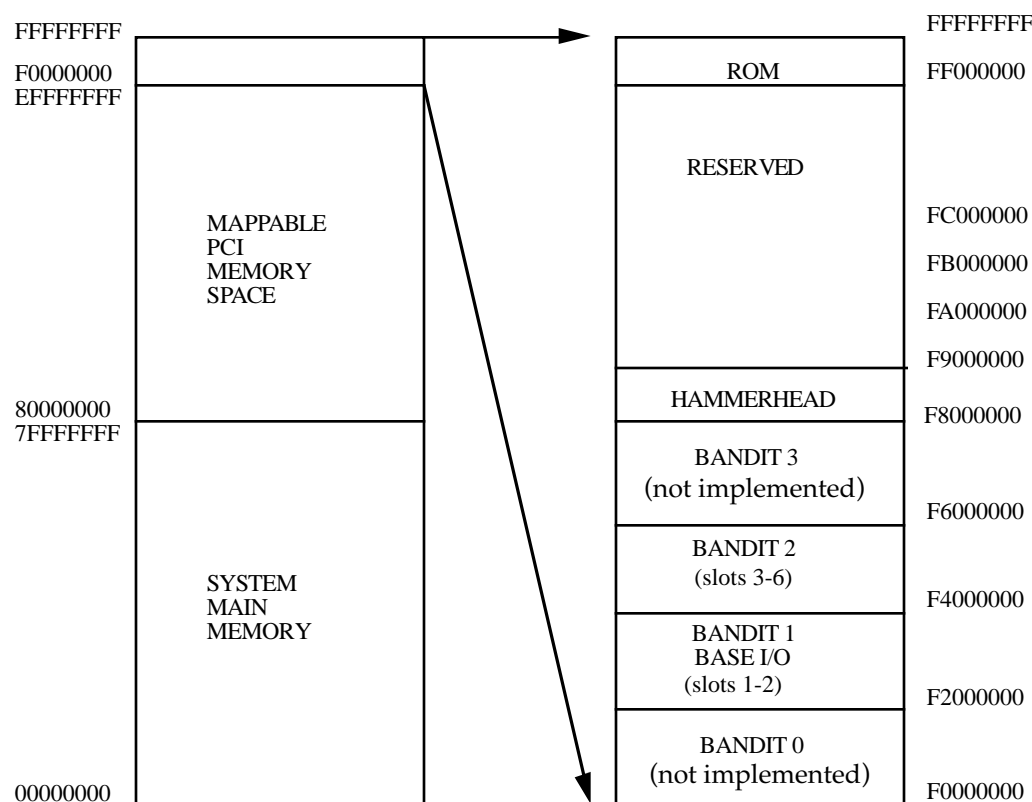 FFFFFFFF
F0000000
EFFFFFFF
MAPPABLE
PCI
MEMORY
SPACE
80000000
7FFFFFFF
SYSTEM
MAIN
MEMORY
00000000
FFFFFFFF
ROM
FF000000
RESERVED
FC000000
FB000000
FA000000
F9000000
HAMMERHEAD
F8000000
BANDIT 3
(not implemented)
F6000000
BANDIT 2
(slots 3-6)
F4000000
BANDIT 1
BASE I/O
(slots 1-2)
F2000000
BANDIT 0
(not implemented)
F0000000